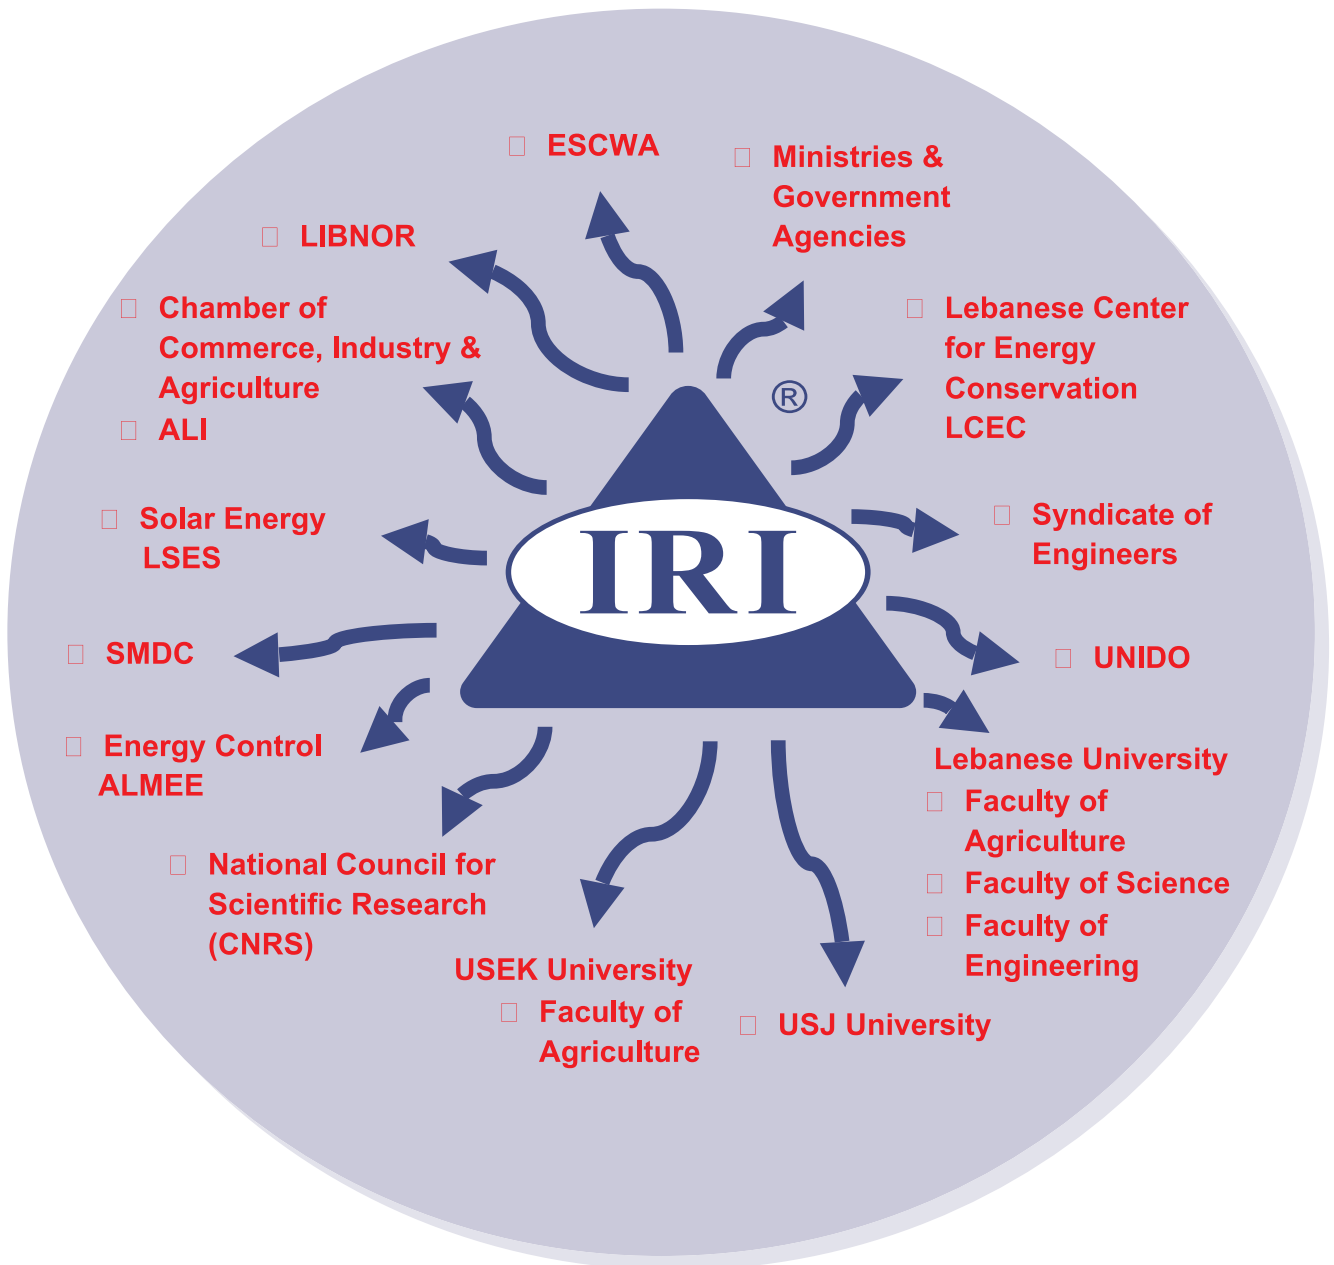 ESCWA
Ministries &
Government
Agencies
LIBNOR
Chamber of
Commerce, Industry &
Agriculture
ALI
Lebanese Center
for Energy
Conservation
LCEC
®
Solar Energy
LSES
Syndicate of
Engineers
IRI
SMDC
UNIDO
Energy Control
ALMEE
Lebanese University
Faculty of
Agriculture
Faculty of Science
Faculty of
Engineering
National Council for
Scientific Research
(CNRS)
USEK University
Faculty of
Agriculture
USJ University